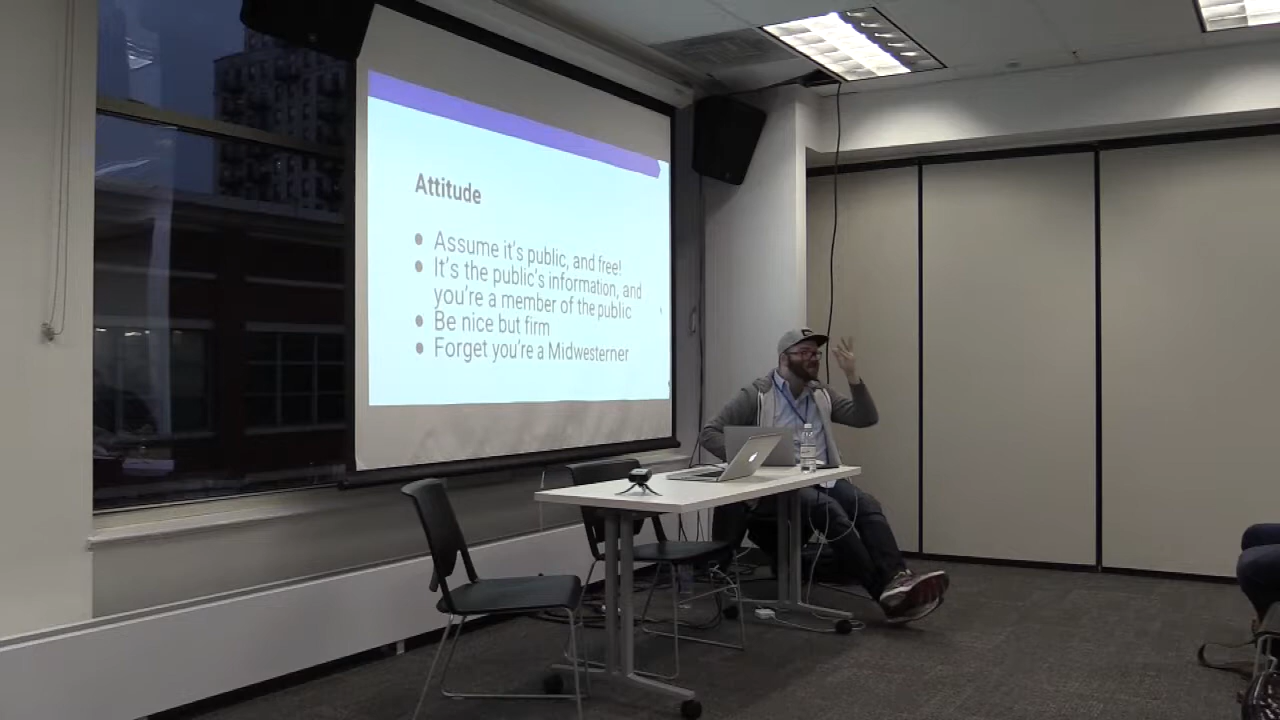 Attitude
● Assume it's public, and free!
● It's the public's information, and
you're a member of the public
● Be nice but firm
● Forget you're a Midwesterner